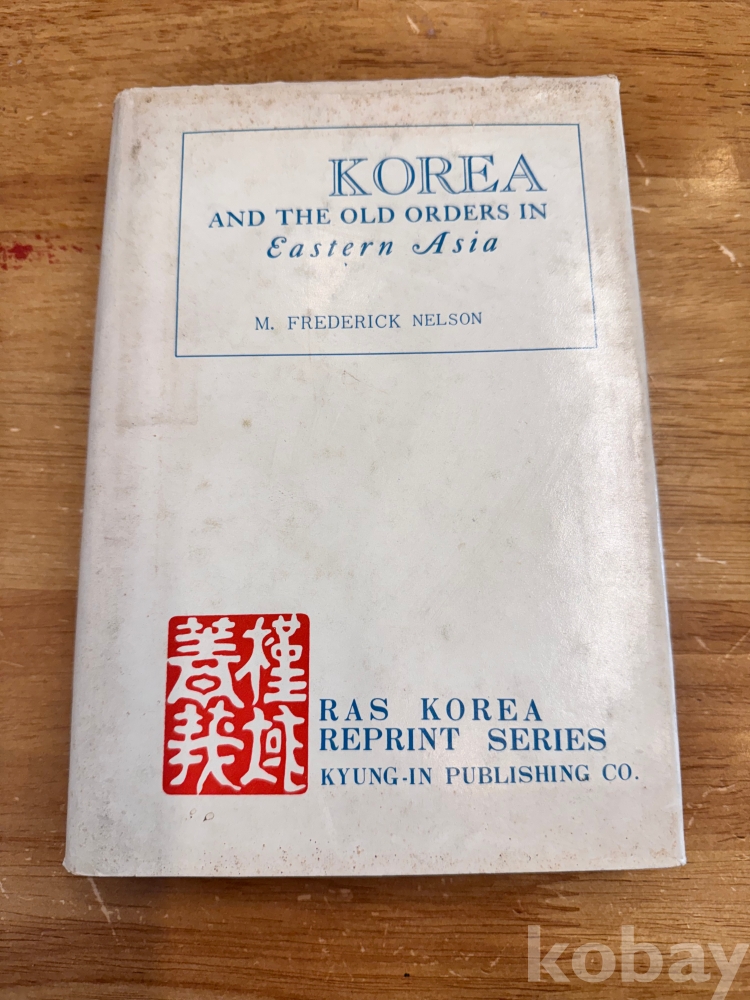 KOREA
AND THE OLD ORDERS IN
Eastern Asia
M. FREDERICK NELSON
槿域
RAS KOREA
REPRINT SERIES
KYUNG-IN PUBLISHING CO.
kobay